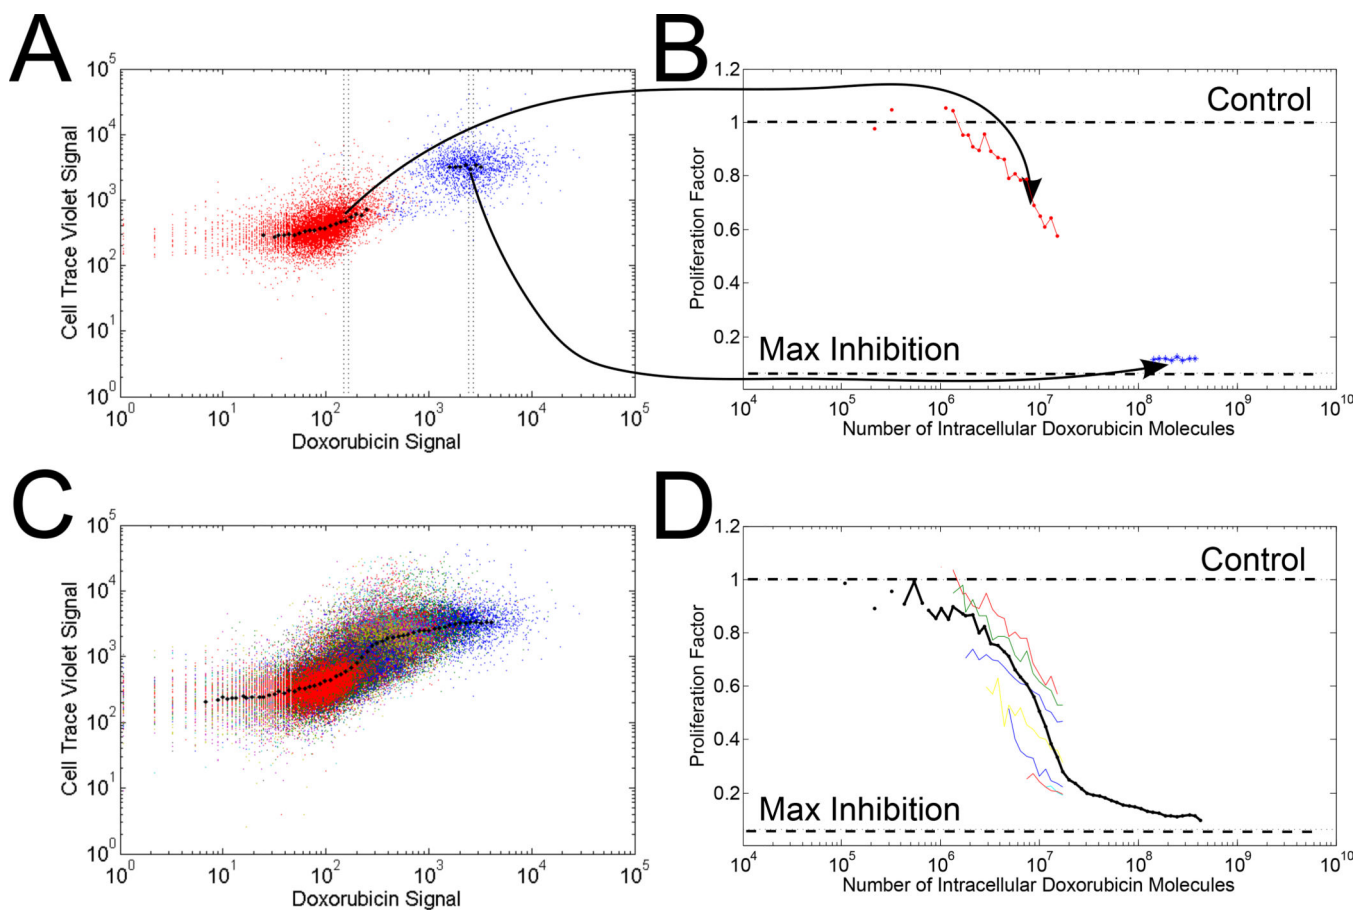 A
10^5
10^4
10^3
10^2
10^1
10^0
Cell Trace Violet Signal
10^0 10^1 10^2 10^3 10^4 10^5
Doxorubicin Signal
B
1.2
1
0.8
0.6
0.4
0.2
Proliferation Factor
Control
Max Inhibition
10^4 10^5 10^6 10^7 10^8 10^9 10^10
Number of Intracellular Doxorubicin Molecules
C
10^5
10^4
10^3
10^2
10^1
10^0
Cell Trace Violet Signal
10^0 10^1 10^2 10^3 10^4 10^5
Doxorubicin Signal
D
1.2
1
0.8
0.6
0.4
0.2
Proliferation Factor
Control
Max Inhibition
10^4 10^5 10^6 10^7 10^8 10^9 10^10
Number of Intracellular Doxorubicin Molecules